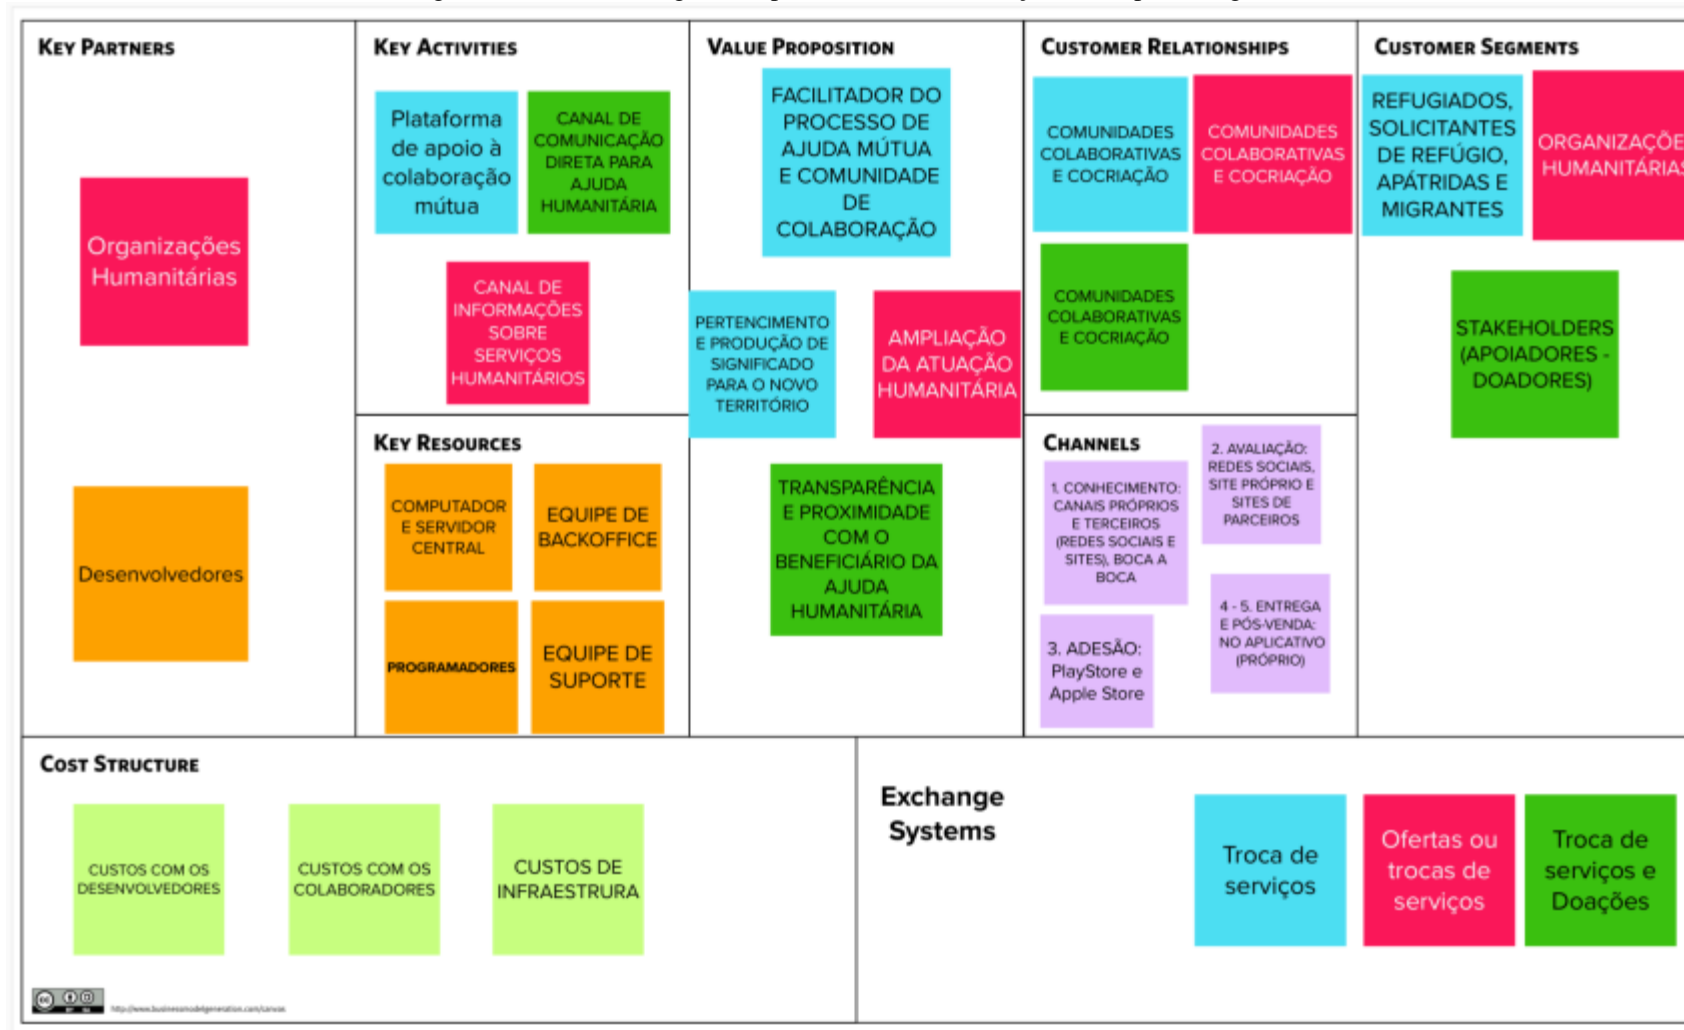 KEY PARTNERS
Organizações
Humanitárias
Desenvolvedores
KEY ACTIVITIES
Plataforma
de apoio à
colaboração
mútua
CANAL DE
COMUNICAÇÃO
DIRETA PARA
AJUDA
HUMANITÁRIA
CANAL DE
INFORMAÇÕES
SOBRE
SERVIÇOS
HUMANITÁRIOS
KEY RESOURCES
COMPUTADOR
E SERVIDOR
CENTRAL
EQUIPE DE
BACKOFFICE
PROGRAMADORES
EQUIPE DE
SUPORTE
VALUE PROPOSITION
FACILITADOR DO
PROCESSO DE
AJUDA MÚTUA
E COMUNIDADE
DE
COLABORAÇÃO
PERTENCIMENTO
E PRODUÇÃO DE
SIGNIFICADO
PARA O NOVO
TERRITÓRIO
AMPLIAÇÃO
DA ATUAÇÃO
HUMANITÁRIA
TRANSPARÊNCIA
E PROXIMIDADE
COM O
BENEFICIÁRIO DA
AJUDA
HUMANITÁRIA
CUSTOMER RELATIONSHIPS
COMUNIDADES
COLABORATIVAS
E COCRIAÇÃO
COMUNIDADES
COLABORATIVAS
E COCRIAÇÃO
COMUNIDADES
COLABORATIVAS
E COCRIAÇÃO
CHANNELS
1. CONHECIMENTO:
CANAIS PRÓPRIOS
E TERCEIROS
(REDES SOCIAIS E
SITES), BOCA A
BOCA
2. AVALIAÇÃO:
REDES SOCIAIS,
SITE PRÓPRIO E
SITES DE
PARCEIROS
3. ADESÃO:
PlayStore e
Apple Store
4 - 5. ENTREGA
E PÓS-VENDA:
NO APLICATIVO
(PRÓPRIO)
CUSTOMER SEGMENTS
REFUGIADOS,
SOLICITANTES
DE REFÚGIO,
APÁTRIDAS E
MIGRANTES
ORGANIZAÇÕE
HUMANITÁRIAS
STAKEHOLDERS
(APOIADORES -
DOADORES)
COST STRUCTURE
CUSTOS COM OS
DESENVOLVEDORES
CUSTOS COM OS
COLABORADORES
CUSTOS DE
INFRAESTRURA
Exchange
Systems
Troca de
serviços
Ofertas ou
trocas de
serviços
Troca de
serviços e
Doações
http://www.businessmodelgeneration.com/canvas